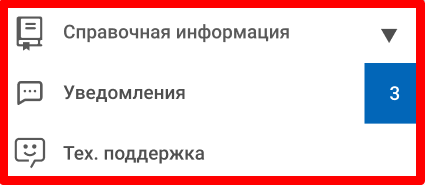 Справочная информация
Уведомления 3
Тех. поддержка